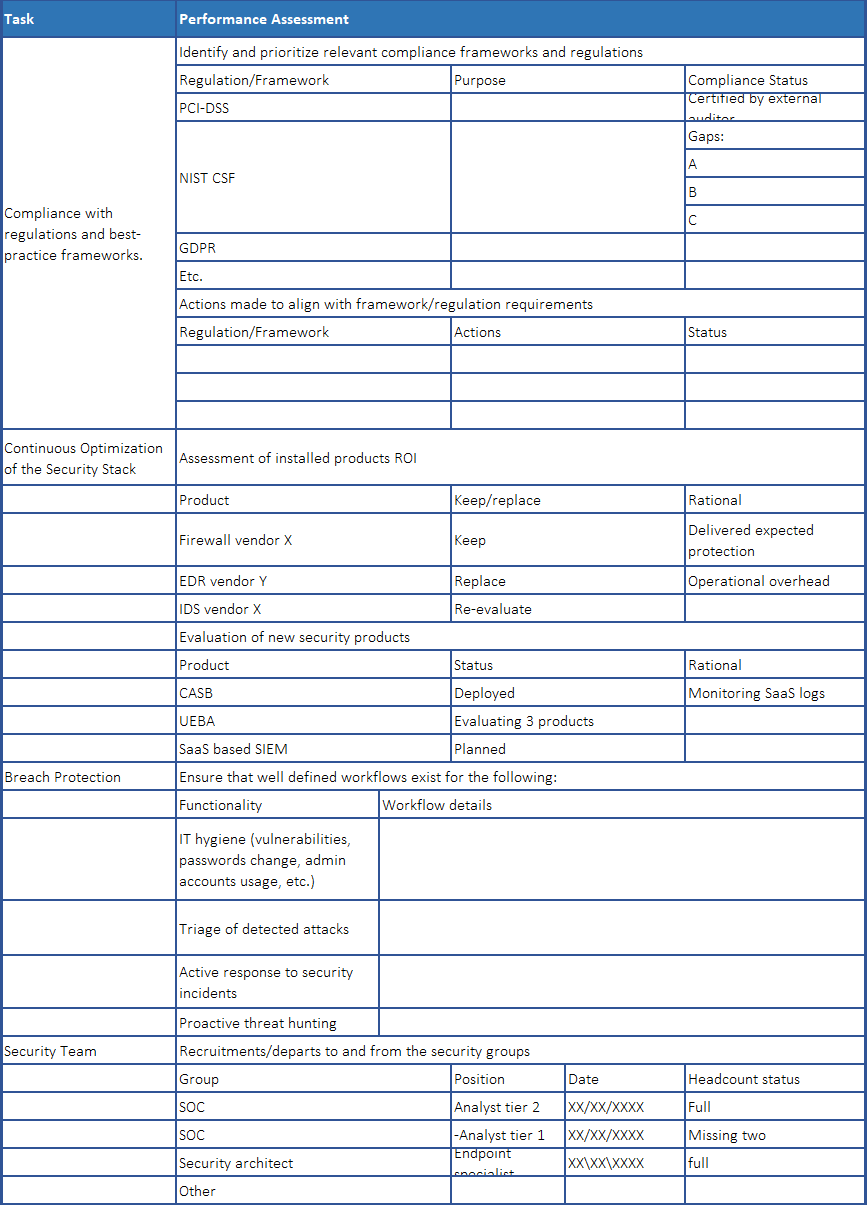 Task Performance Assessment
Identify and prioritize relevant compliance frameworks and regulations
Regulation/Framework Purpose Compliance Status
PCI-DSS Certified by external
auditor
Gaps:
A
NIST CSF
B
C
Compliance with
regulations and best-
practice frameworks.
GDPR
Etc.
Actions made to align with framework/regulation requirements
Regulation/Framework Actions Status
Continuous Optimization
of the Security Stack
Assessment of installed products ROI
Product Keep/replace Rational
Firewall vendor X Keep Delivered expected
protection
EDR vendor Y Replace Operational overhead
IDS vendor X Re-evaluate
Evaluation of new security products
Product Status Rational
CASB Deployed Monitoring SaaS logs
UEBA Evaluating 3 products
SaaS based SIEM Planned
Breach Protection Ensure that well defined workflows exist for the following:
Functionality Workflow details
IT hygiene (vulnerabilities,
passwords change, admin
accounts usage, etc.)
Triage of detected attacks
Active response to security
incidents
Proactive threat hunting
Security Team Recruitments/departs to and from the security groups
Group Position Date Headcount status
SOC Analyst tier 2 XX/XX/XXXX Full
SOC -Analyst tier 1 XX/XX/XXXX Missing two
Security architect Endpoint
specialist XX\XX\XXXX full
Other